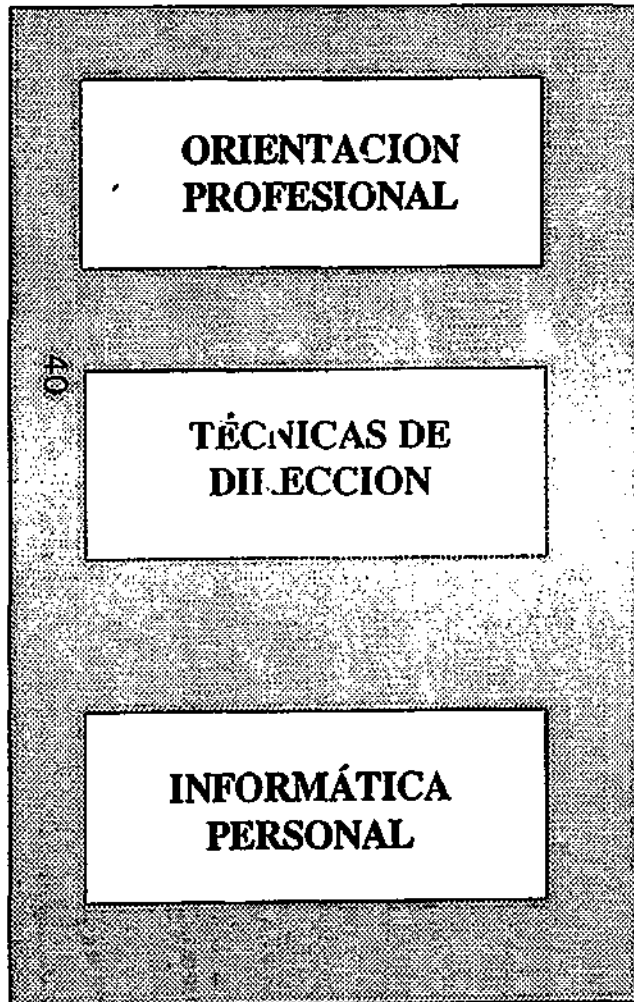 ORIENTACION
PROFESIONAL
40
TÉCNICAS DE
DIRECCION
INFORMÁTICA
PERSONAL